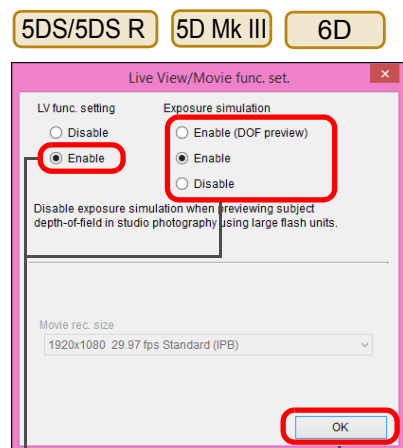 5DS/5DS R 5D Mk III 6D
Live View/Movie func. set. ×
LV func. setting Exposure simulation
Disable Enable (DOF preview)
Enable Enable
Disable
Disable exposure simulation when previewing subject
depth-of-field in studio photography using large flash units.
Movie rec. size
1920x1080 29.97 fps Standard (IPB)
OK